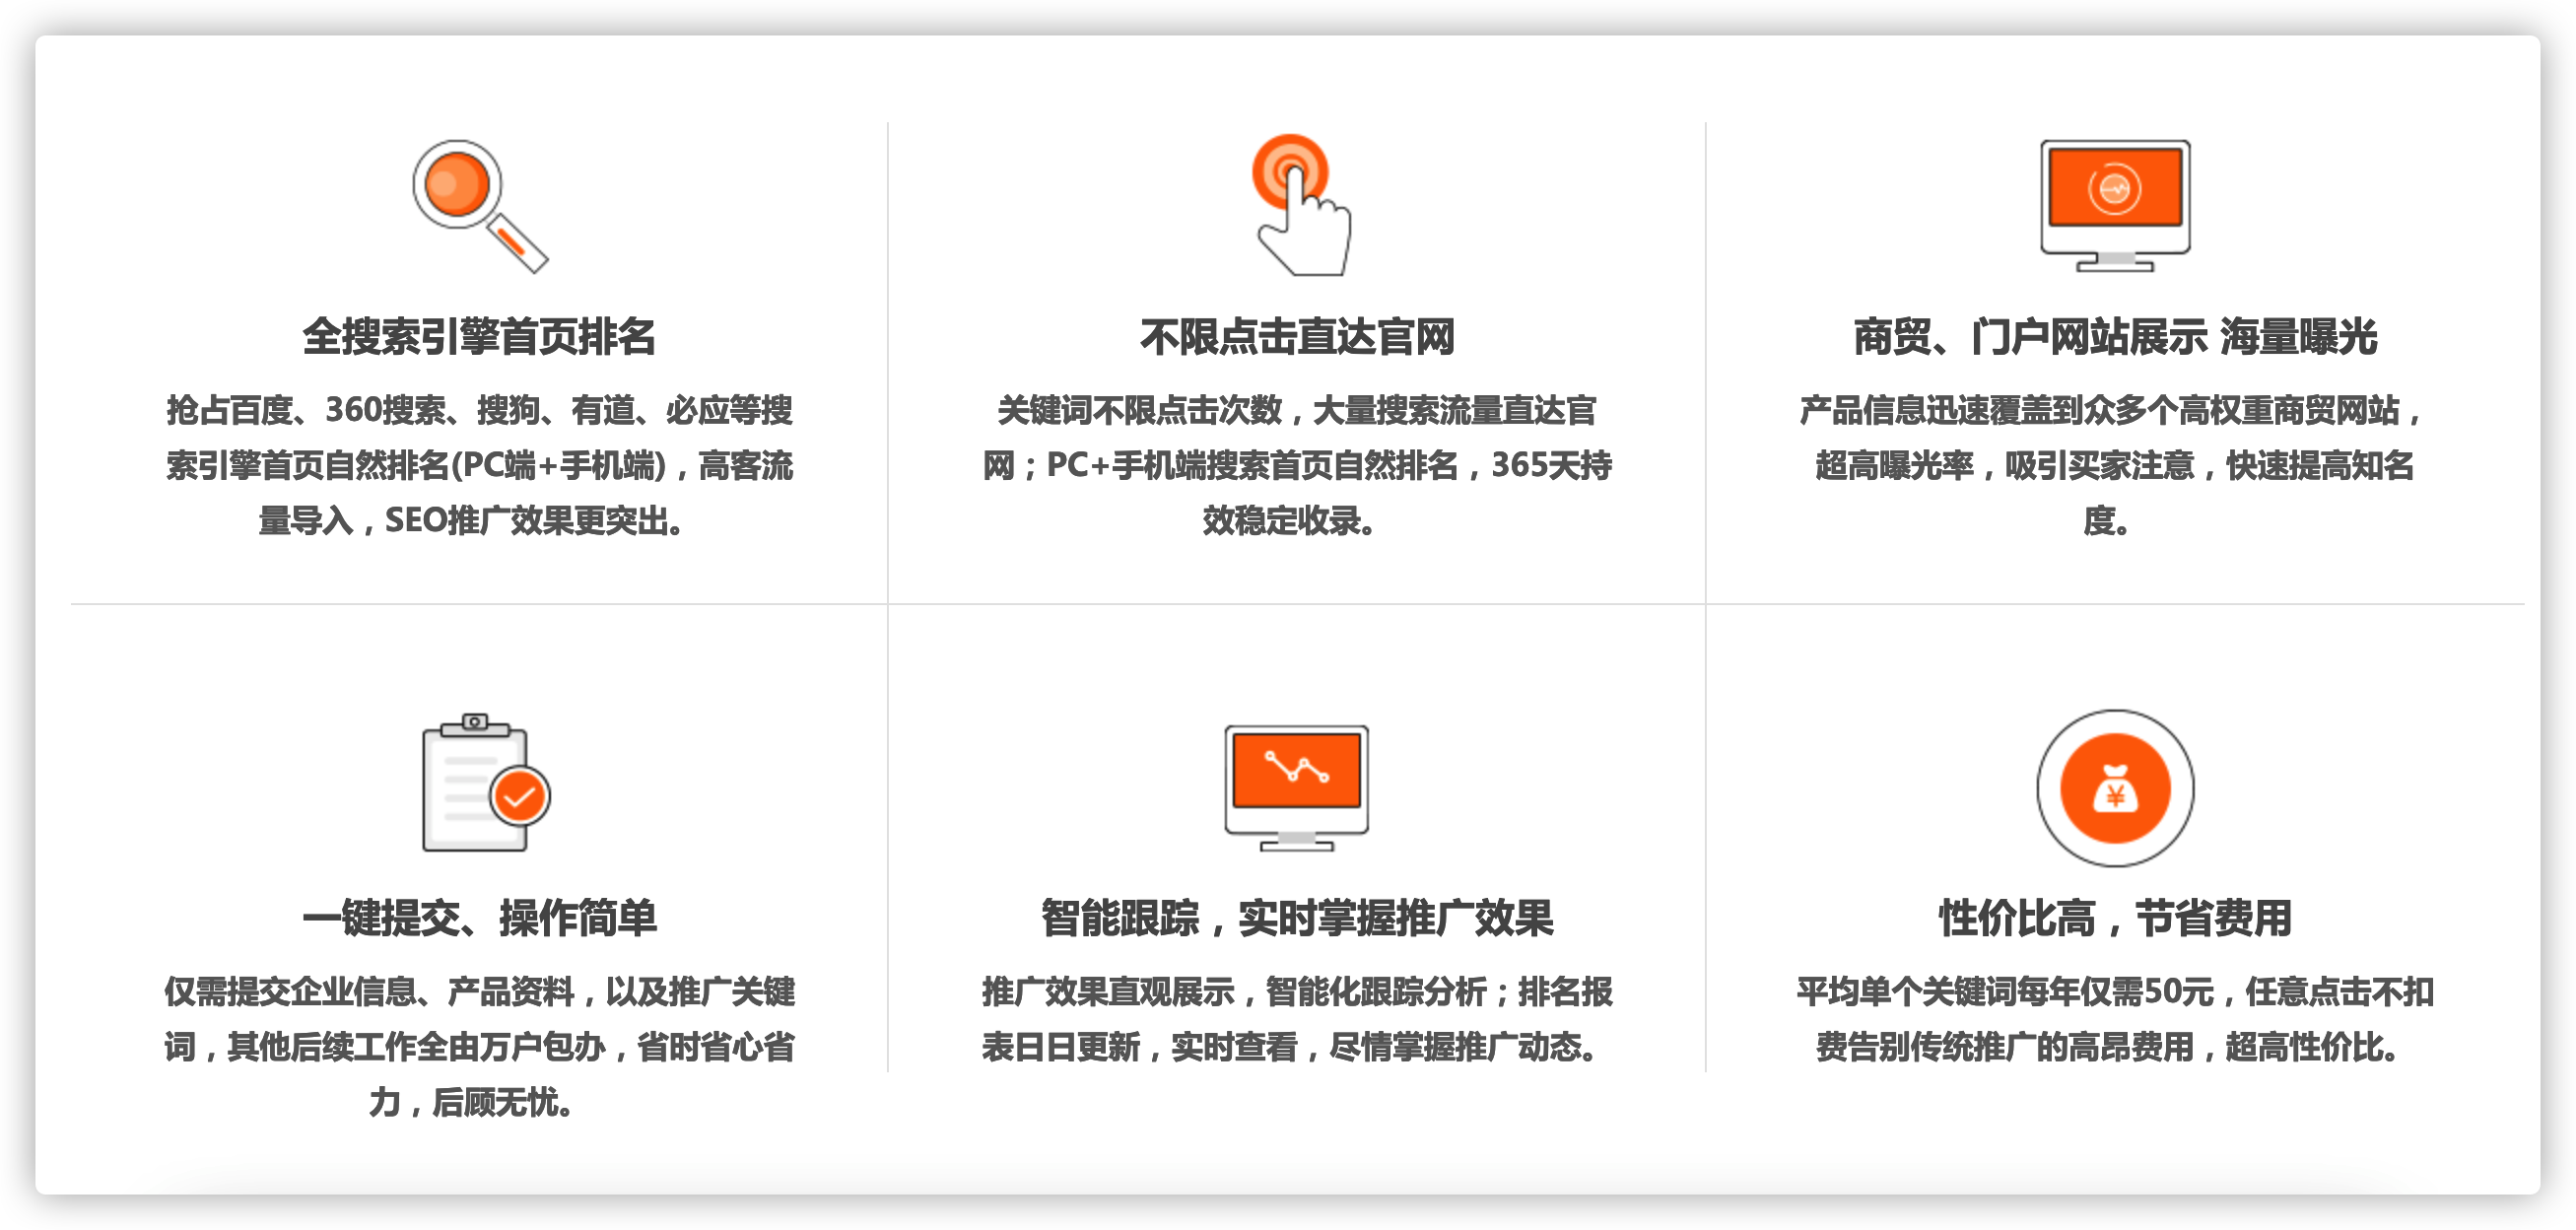 全搜索引擎首页排名
抢占百度、360搜索、搜狗、有道、必应等搜
索引擎首页自然排名(PC端+手机端)，高客流
量导入，SEO推广效果更突出。
不限点击直达官网
关键词不限点击次数，大量搜索流量直达官
网；PC+手机端搜索首页自然排名，365天持
效稳定收录。
商贸、门户网站展示 海量曝光
产品信息迅速覆盖到众多个高权重商贸网站，
超高曝光率，吸引买家注意，快速提高知名
度。
一键提交、操作简单
仅需提交企业信息、产品资料，以及推广关键
词，其他后续工作全由万户包办，省时省心省
力，后顾无忧。
智能跟踪，实时掌握推广效果
推广效果直观展示，智能化跟踪分析；排名报
表日日更新，实时查看，尽情掌握推广动态。
¥
性价比高，节省费用
平均单个关键词每年仅需50元，任意点击不扣
费告别传统推广的高昂费用，超高性价比。